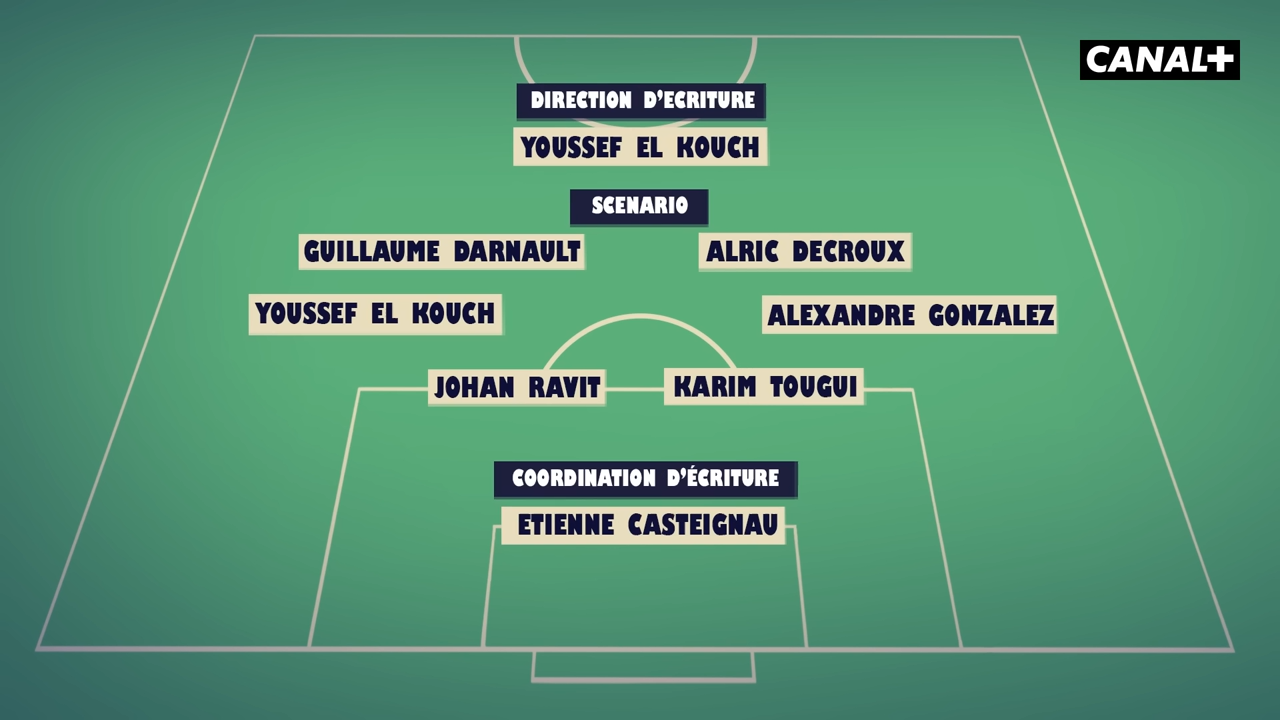 CANAL+
DIRECTION D'ECRITURE
YOUSSEF EL KOUCH
SCENARIO
GUILLAUME DARNAULT
ALRIC DECROUX
YOUSSEF EL KOUCH
ALEXANDRE GONZALEZ
JOHAN RAVIT
KARIM TOUGUI
COORDINATION D'ÉCRITURE
ETIENNE CASTEIGNAU